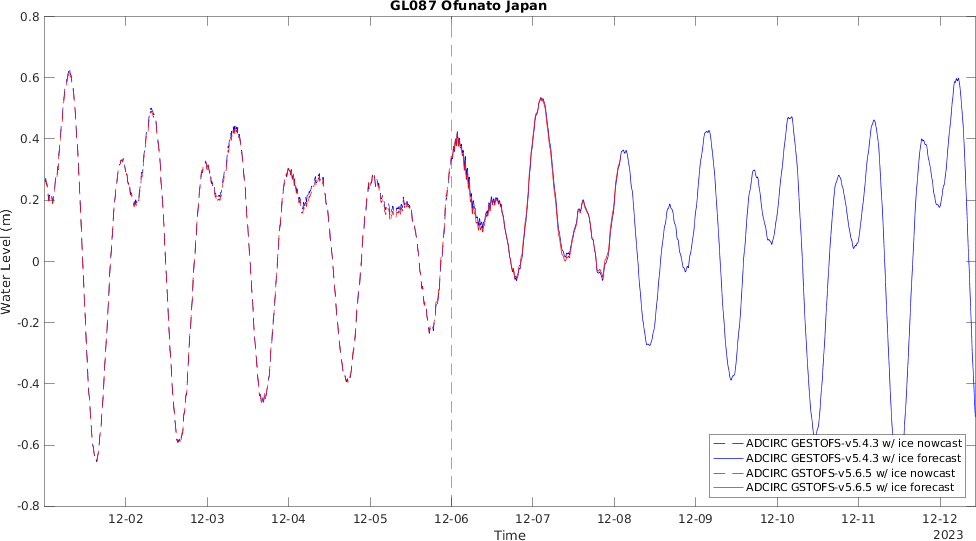 GL087 Ofunato Japan
Water Level (m)
0.8
0.6
0.4
0.2
0
-0.2
-0.4
-0.6
-0.8
ADCIRC GESTOFS-v5.4.3 w/ ice nowcast
ADCIRC GESTOFS-v5.4.3 w/ ice forecast
ADCIRC GSTOFS-v5.6.5 w/ ice nowcast
ADCIRC GSTOFS-v5.6.5 w/ ice forecast
12-02 12-03 12-04 12-05 12-06 12-07 12-08 12-09 12-10 12-11 12-12
Time
2023